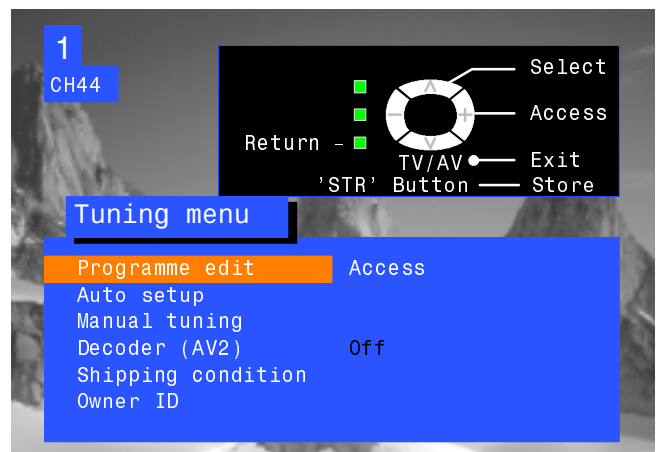 1
CH44
Select
Access
Return –
TV/AV Exit
'STR' Button Store
Tuning menu
Programme edit Access
Auto setup
Manual tuning
Decoder (AV2) Off
Shipping condition
Owner ID